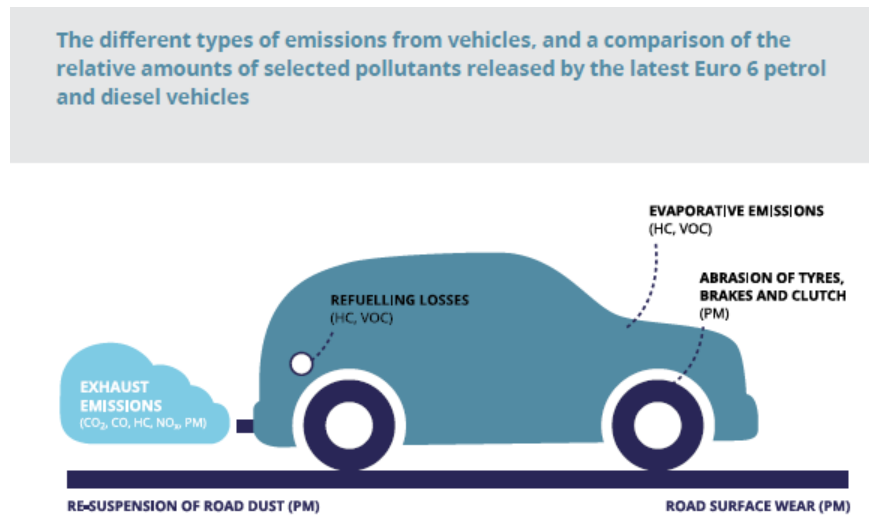 The different types of emissions from vehicles, and a comparison of the
relative amounts of selected pollutants released by the latest Euro 6 petrol
and diesel vehicles
EVAPORATIVE EMISSIONS
(HC, VOC)
ABRASION OF TYRES,
BRAKES AND CLUTCH
(PM)
REFUELLING LOSSES
(HC, VOC)
EXHAUST
EMISSIONS
(CO₂, CO, HC, NOₓ, PM)
RE-SUSPENSION OF ROAD DUST (PM)
ROAD SURFACE WEAR (PM)